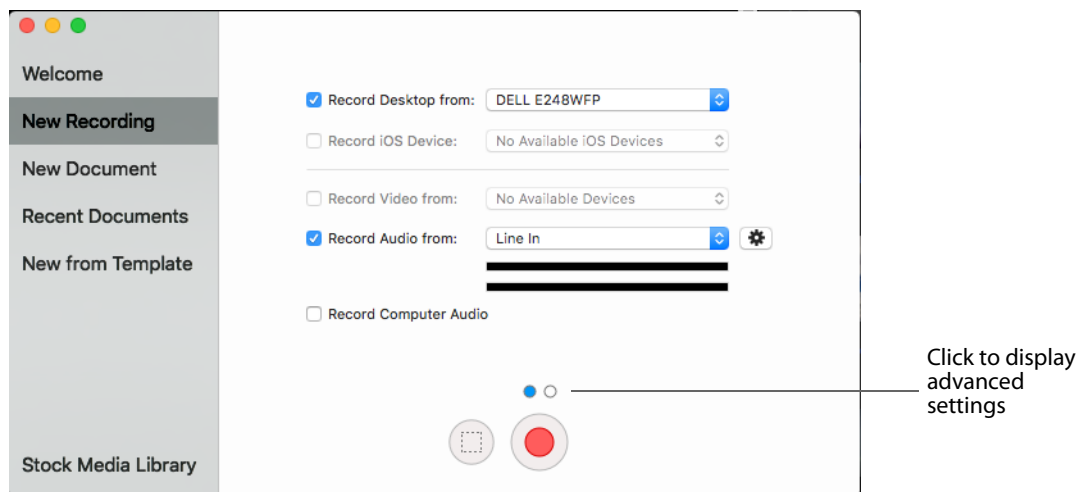 Welcome
New Recording
New Document
Recent Documents
New from Template
Stock Media Library
Record Desktop from: DELL E248WFP
Record iOS Device: No Available iOS Devices
Record Video from: No Available Devices
Record Audio from: Line In
Record Computer Audio
Click to display
advanced
settings